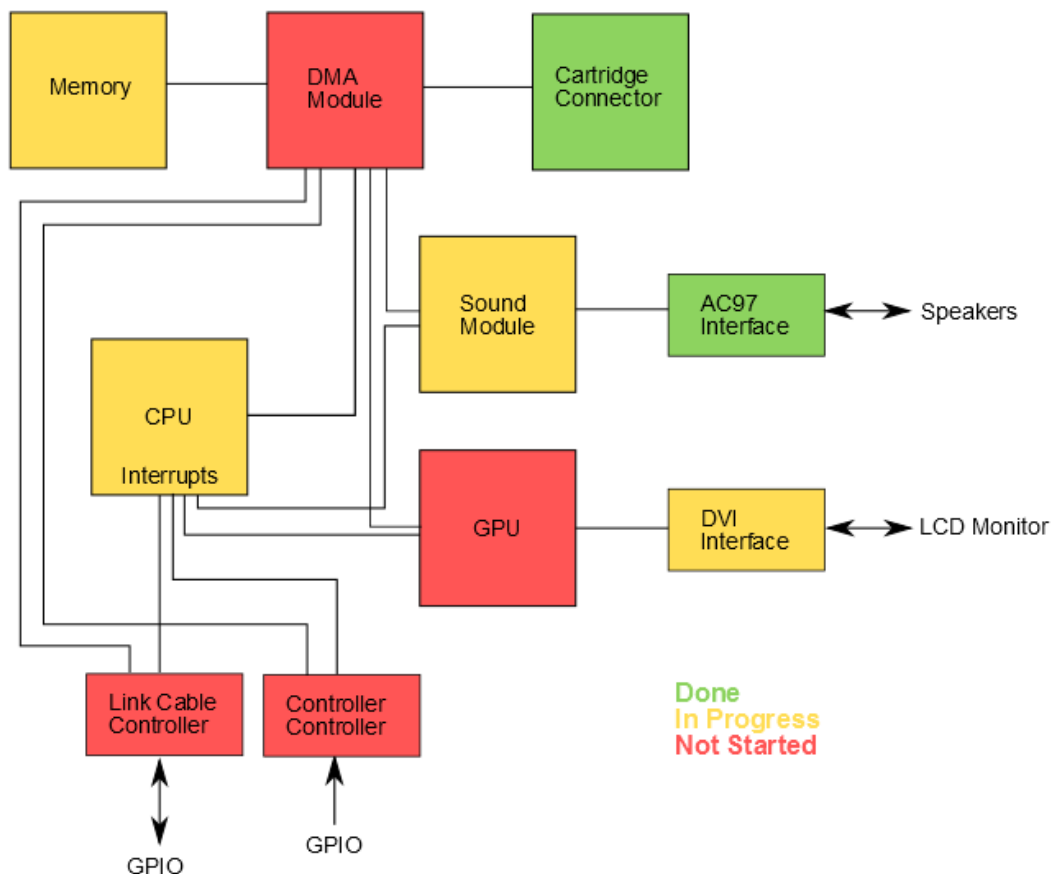 Memory
DMA
Module
Cartridge
Connector
Sound
Module
AC97
Interface
Speakers
CPU
Interrupts
GPU
DVI
Interface
LCD Monitor
Link Cable
Controller
Controller
Controller
Done
In Progress
Not Started
GPIO
GPIO